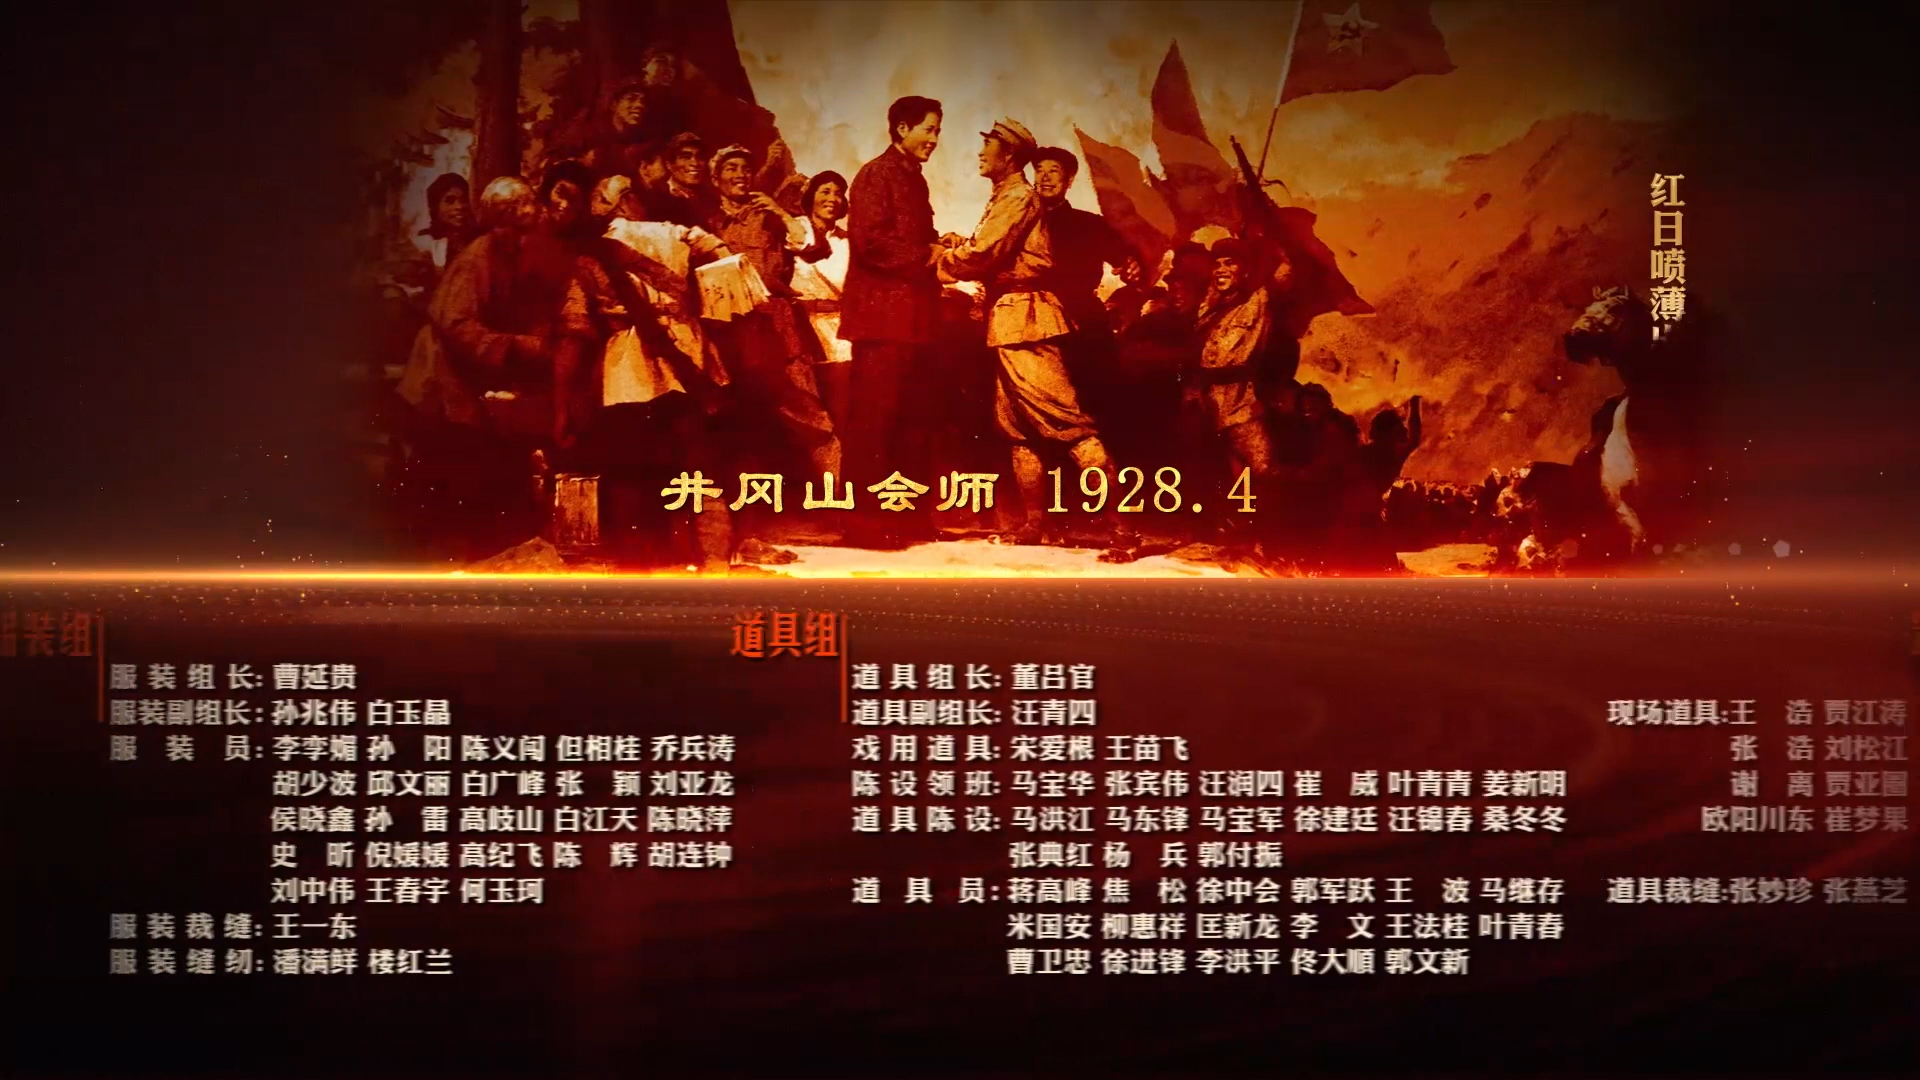 红日喷薄
井冈山会师 1928.4
装组
服装组长:曹延贵
服装副组长:孙兆伟 白玉晶
服装员:李孪媚 孙 阳 陈义闯 但相桂 乔兵涛
胡少波 邱文丽 白广峰 张 颖 刘亚龙
侯晓鑫 孙 雷 高岐山 白江天 陈晓萍
史 昕 倪媛媛 高纪飞 陈 辉 胡连钟
刘中伟 王春宇 何玉珂
服装裁缝:王一东
服装缝纫:潘满鲜 楼红兰
道具组
道具组长:董吕官
道具副组长:汪青四
戏用道具:宋爱根 王苗飞
陈设领班:马宝华 张宾伟 汪润四 崔 威 叶青青 姜新明
道具陈设:马洪江 马东锋 马宝军 徐建廷 汪锦春 桑冬冬
张典红 杨 兵 郭付振
道具员:蒋高峰 焦 松 徐中会 郭军跃 王 波 马继存
米国安 柳惠祥 匡新龙 李 文 王法桂 叶青春
曹卫忠 徐进锋 李洪平 佟大順 郭文新
现场道具:王 浩 贾江涛
张 浩 刘松江
谢 离 贾亚圈
欧阳川东 崔梦果
道具裁缝:张妙珍 张燕芝